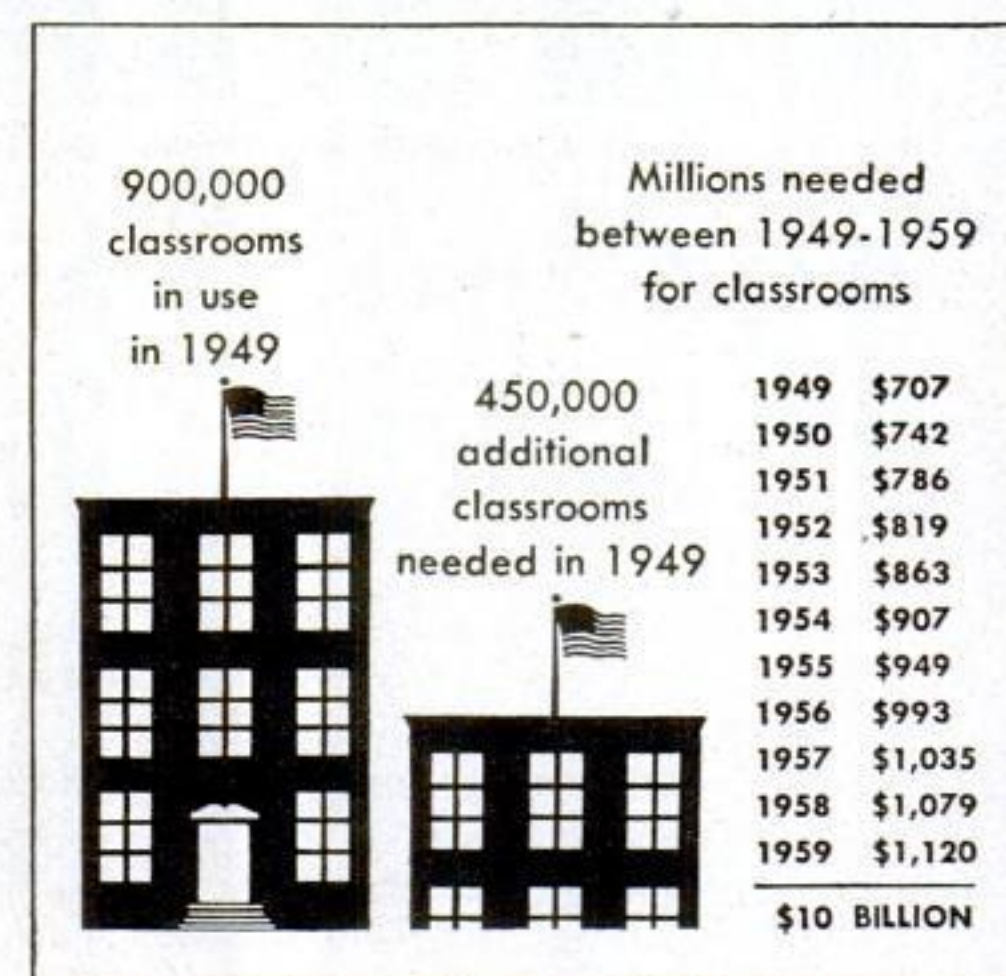 900,000
classrooms
in use
in 1949
450,000
additional
classrooms
needed in 1949
Millions needed
between 1949-1959
for classrooms
1949 $707
1950 $742
1951 $786
1952 $819
1953 $863
1954 $907
1955 $949
1956 $993
1957 $1,035
1958 $1,079
1959 $1,120
$10 BILLION